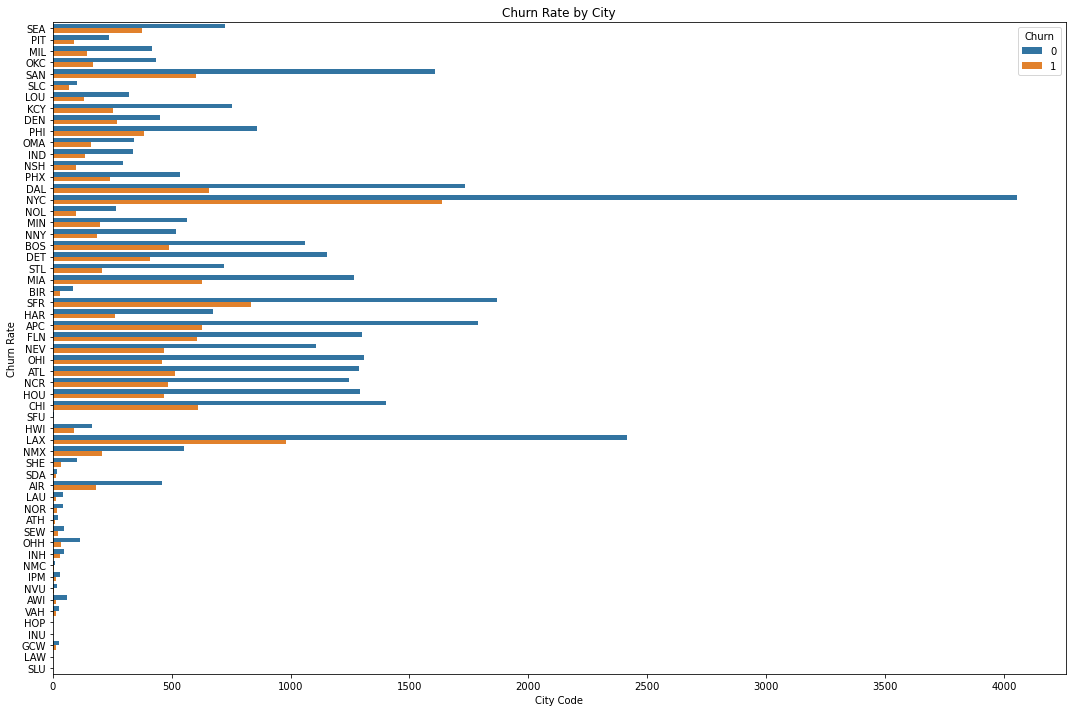 Churn Rate by City
Churn
0
1
Churn Rate
SEA
PIT
MIL
OKC
SAN
SLC
LOU
KCY
DEN
PHI
OMA
IND
NSH
PHX
DAL
NYC
NOL
MIN
NNY
BOS
DET
STL
MIA
BIR
SFR
HAR
APC
FLN
NEV
OHI
ATL
NCR
HOU
CHI
SFU
HWI
LAX
NMX
SHE
SDA
AIR
LAU
NOR
ATH
SEW
OHH
INH
NMC
IPM
NVU
AWI
VAH
HOP
INU
GCW
LAW
SLU
0 500 1000 1500 2000 2500 3000 3500 4000
City Code